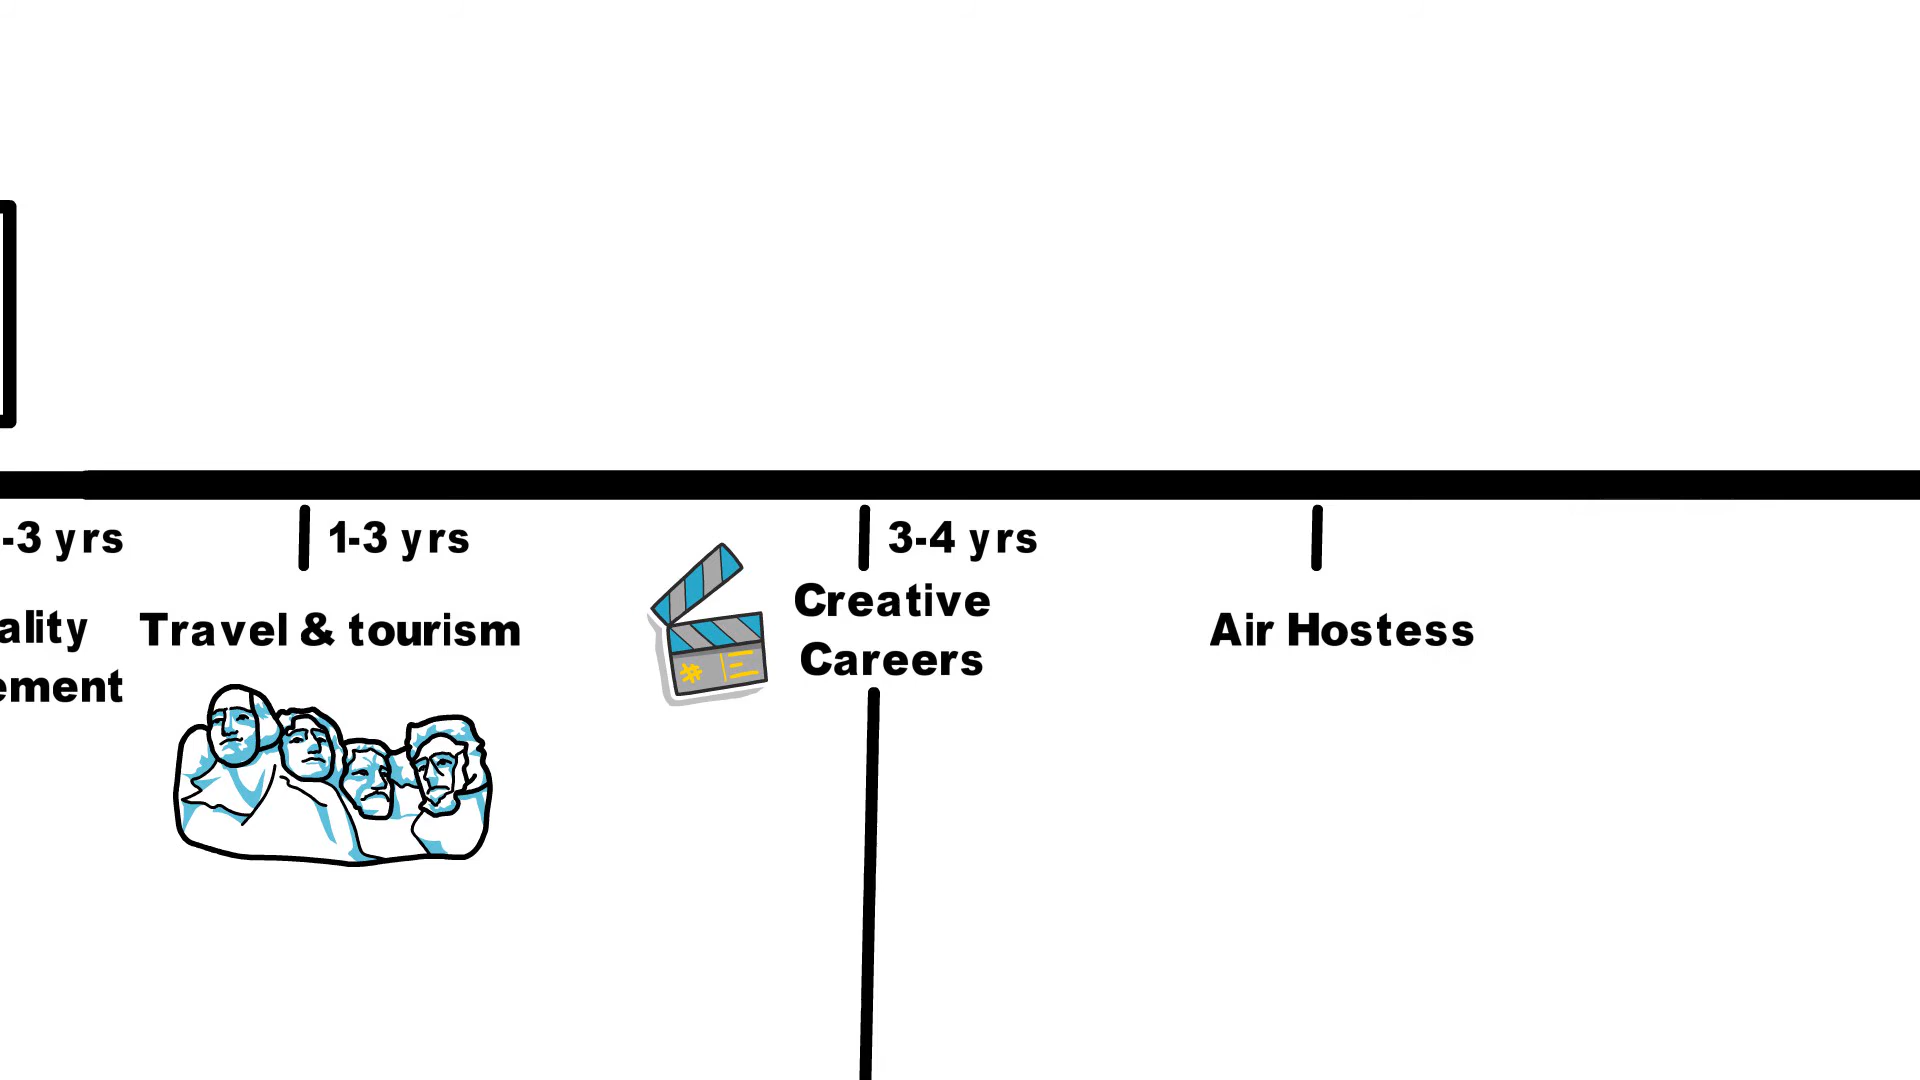 -3 yrs
1-3 yrs
3-4 yrs
ality
ement
Travel & tourism
Creative
Careers
Air Hostess